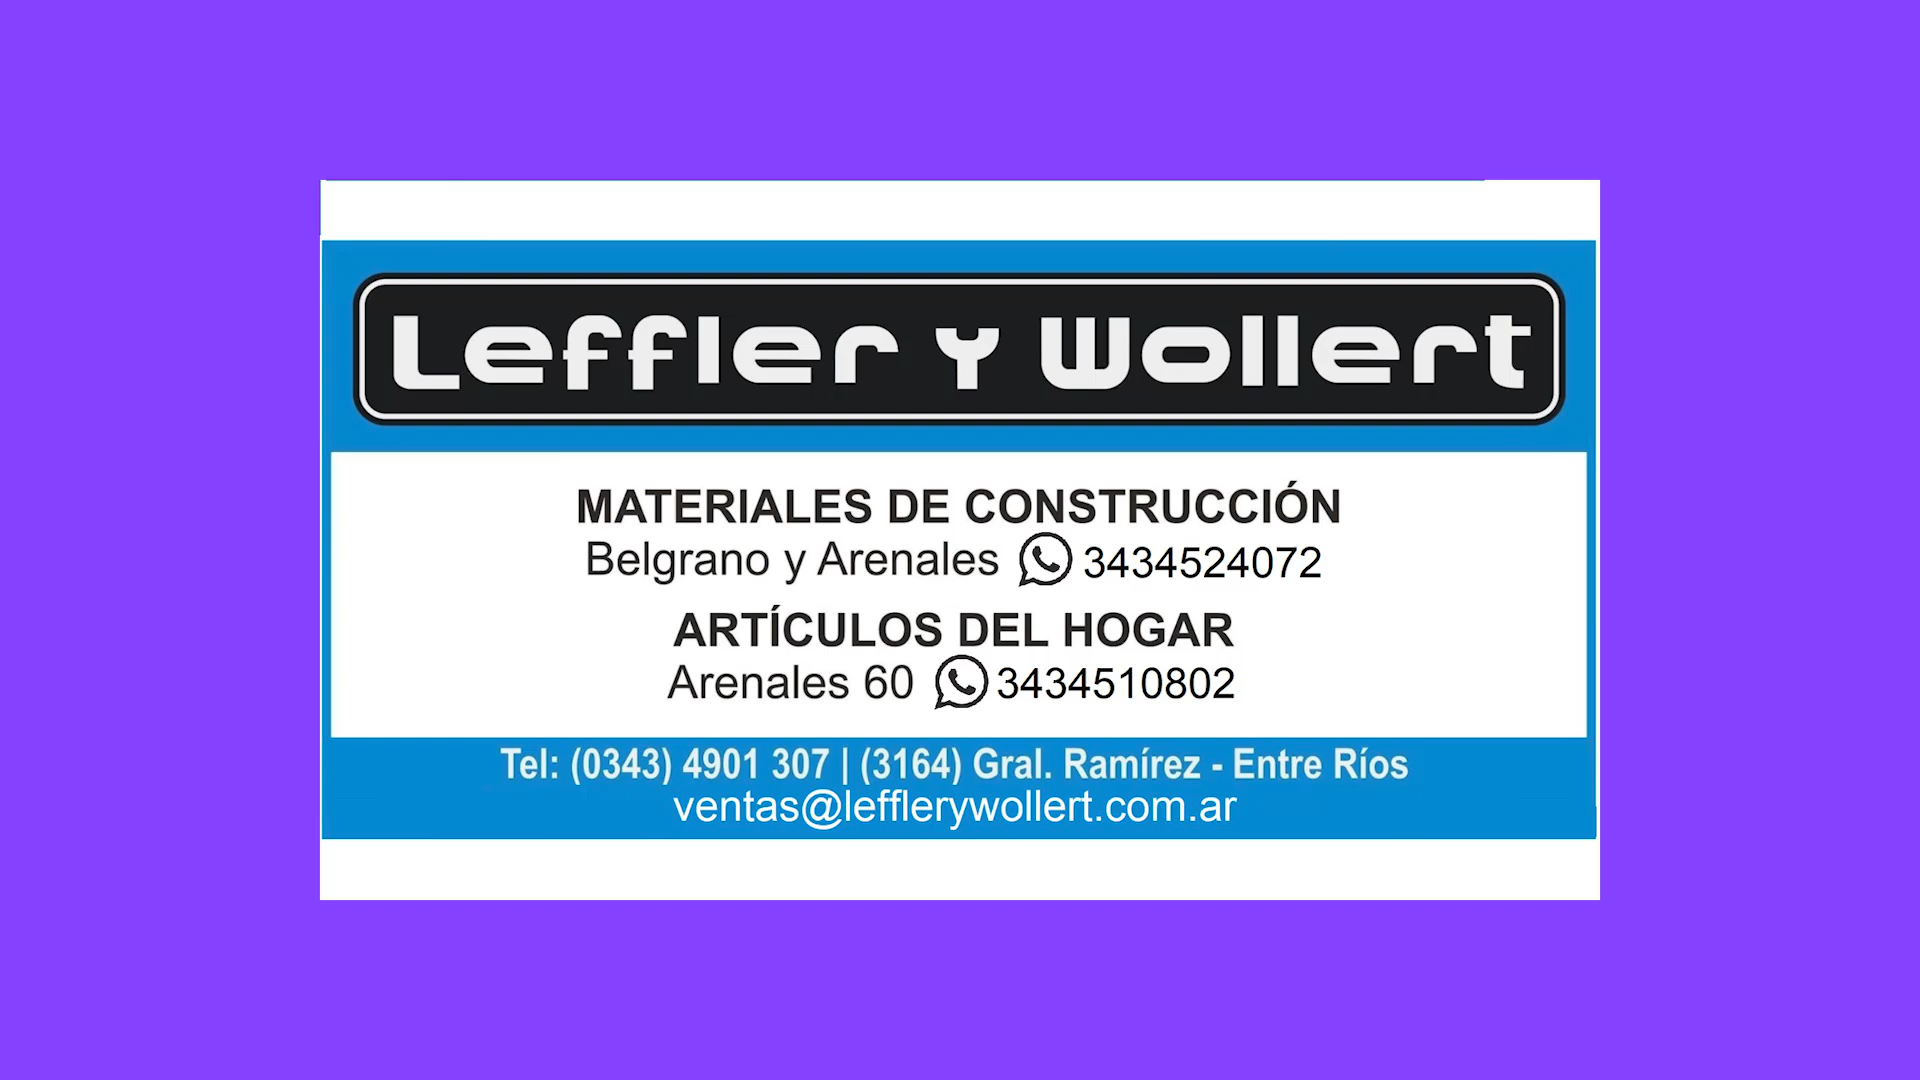 Leffler y Wollert
MATERIALES DE CONSTRUCCIÓN
Belgrano y Arenales 3434524072
ARTÍCULOS DEL HOGAR
Arenales 60 3434510802
Tel: (0343) 4901 307 | (3164) Gral. Ramírez - Entre Ríos
ventas@lefflerywollert.com.ar